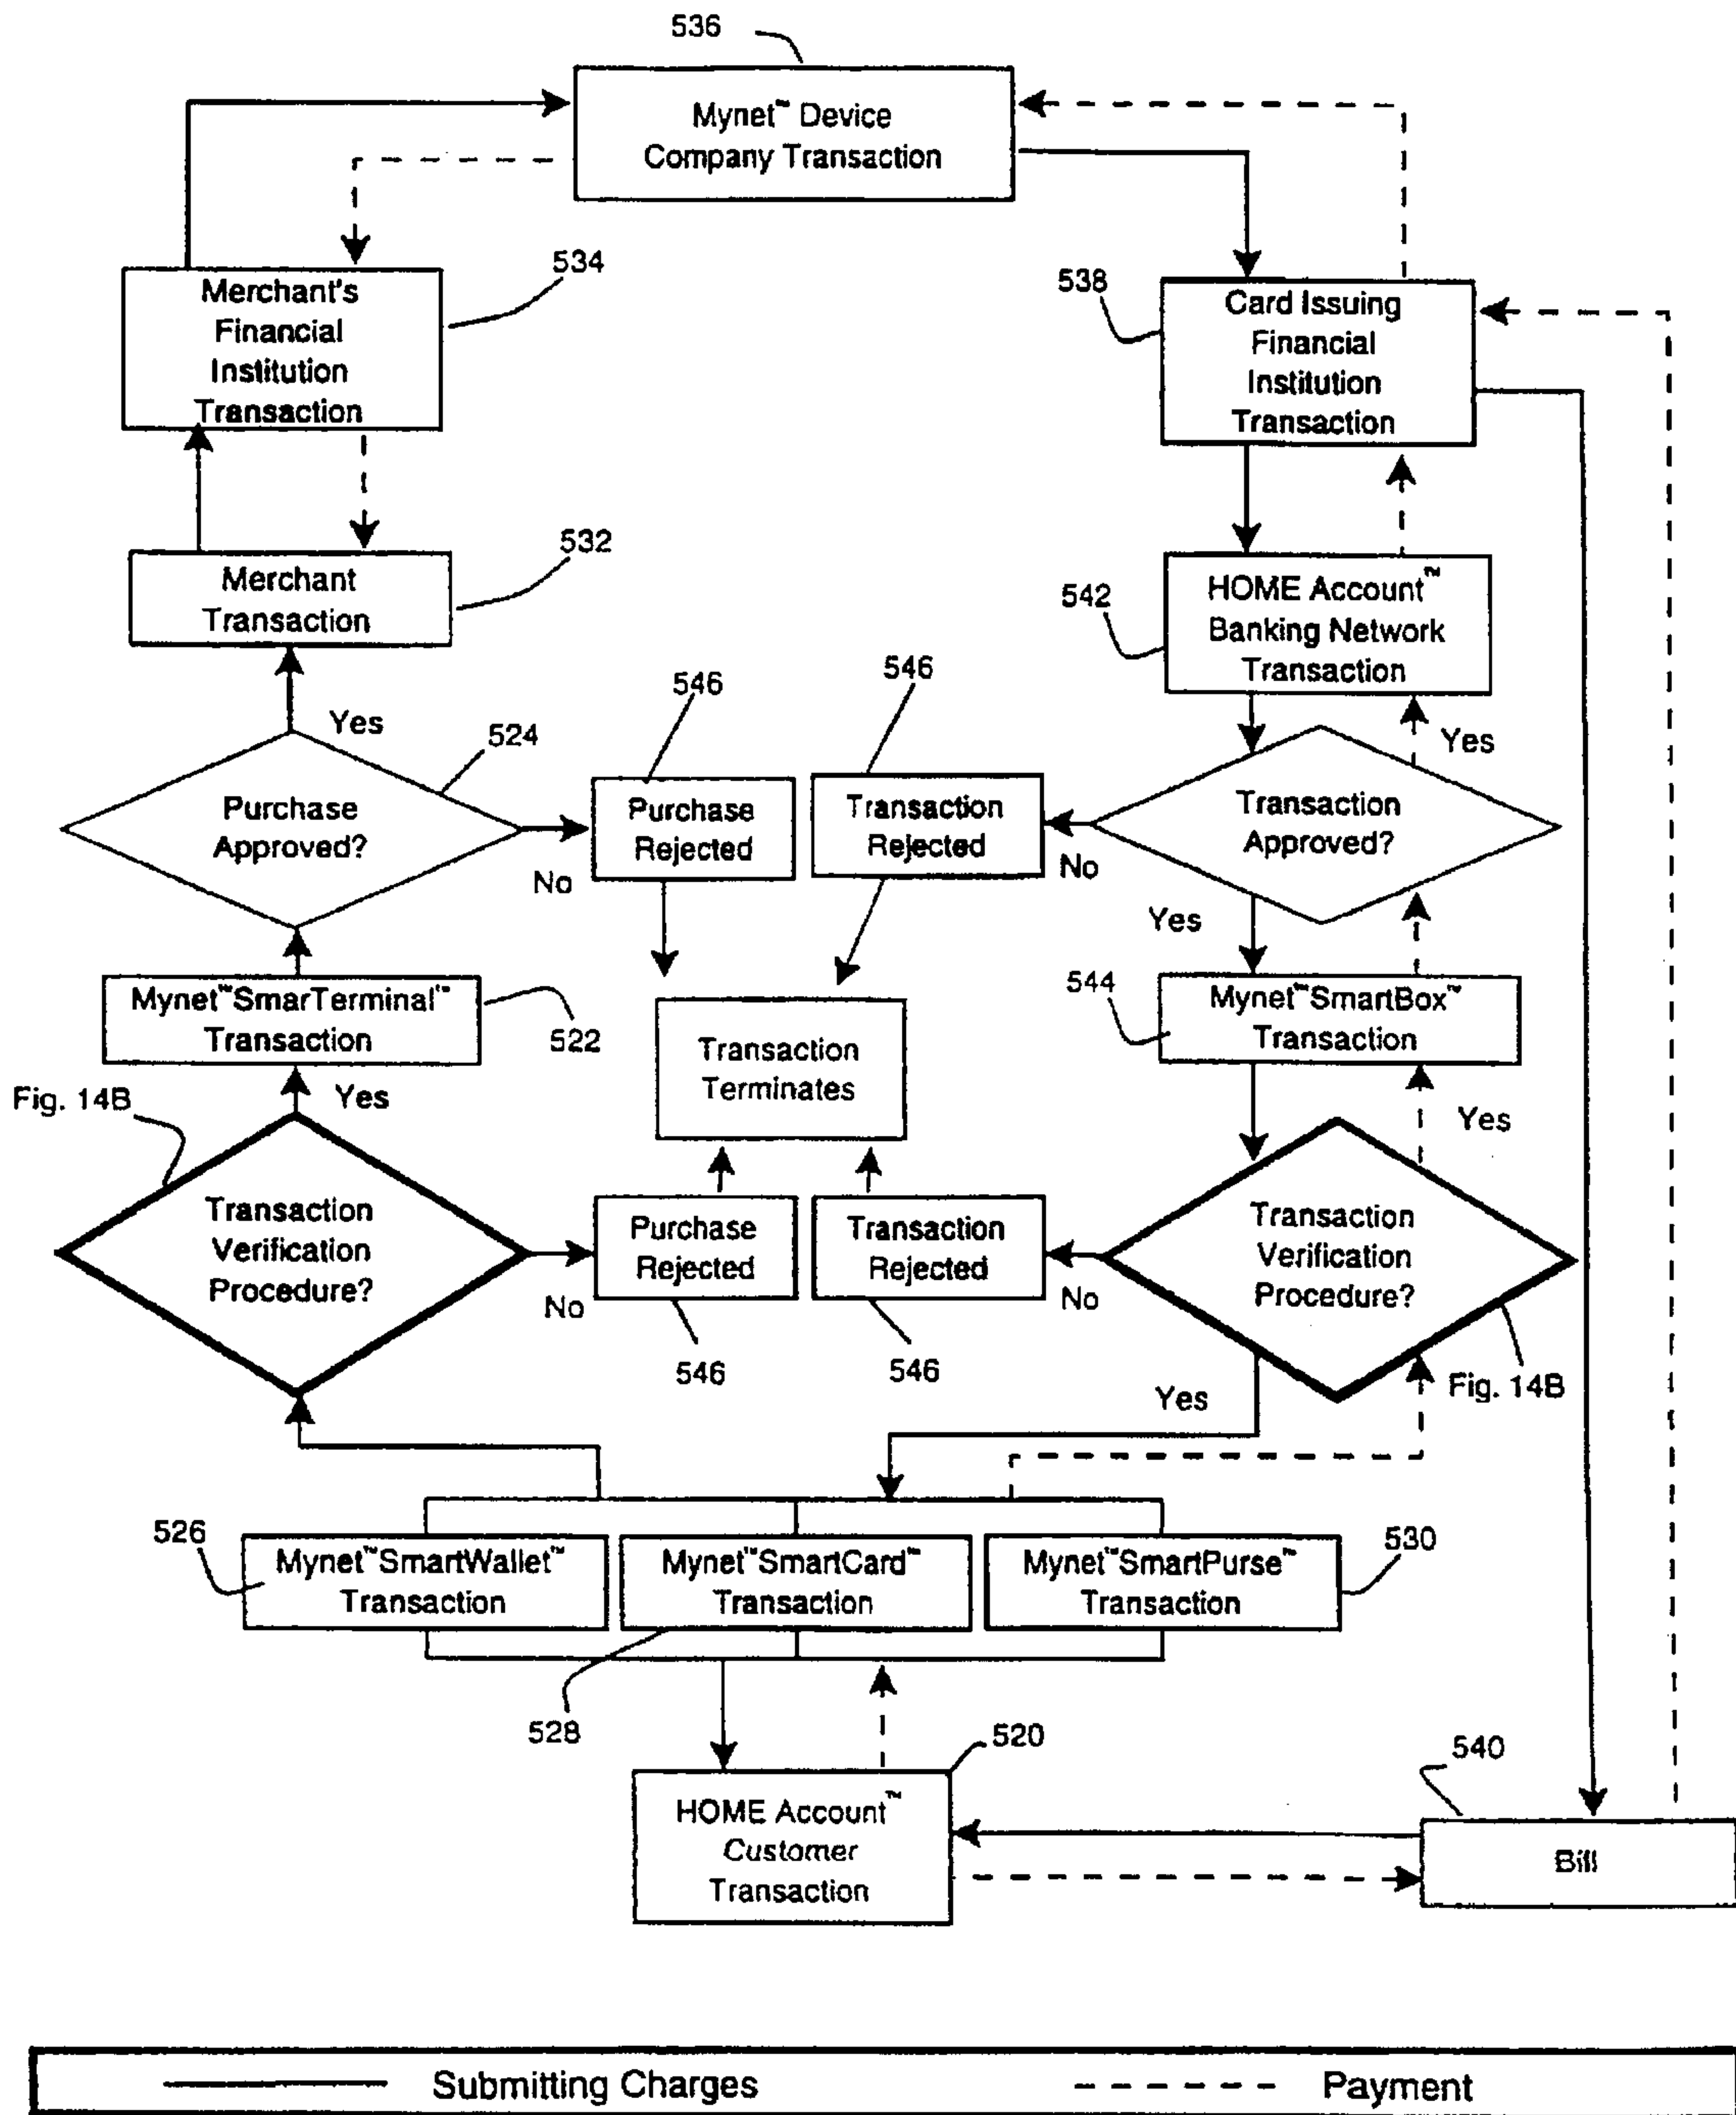 536
Mynet™ Device
Company Transaction
534
Merchant's
Financial
Institution
Transaction
538
Card Issuing
Financial
Institution
Transaction
532
Merchant
Transaction
542
HOME Account™
Banking Network
Transaction
546
546
Yes
524
Yes
Purchase
Approved?
Purchase
Rejected
Transaction
Rejected
Transaction
Approved?
No
No
Yes
Mynet™SmarTerminal™
Transaction
522
544
Mynet™SmartBox™
Transaction
Transaction
Terminates
Fig. 14B
Yes
Yes
Transaction
Verification
Procedure?
Purchase
Rejected
Transaction
Rejected
Transaction
Verification
Procedure?
No
No
546
546
Yes
Fig. 14B
526
Mynet™SmartWallet™
Transaction
Mynet™SmartCard™
Transaction
Mynet™SmartPurse™
Transaction
530
528
520
540
HOME Account™
Customer
Transaction
Bill
Submitting Charges
Payment